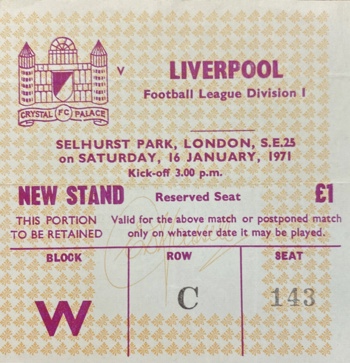 v LIVERPOOL
Football League Division 1
CRYSTAL FC PALACE
SELHURST PARK, LONDON, S.E.25
on SATURDAY, 16 JANUARY, 1971
Kick-off 3.00 p.m.
NEW STAND Reserved Seat £1
THIS PORTION TO BE RETAINED
Valid for the above match or postponed match only on whatever date it may be played.
BLOCK ROW SEAT
W C 143